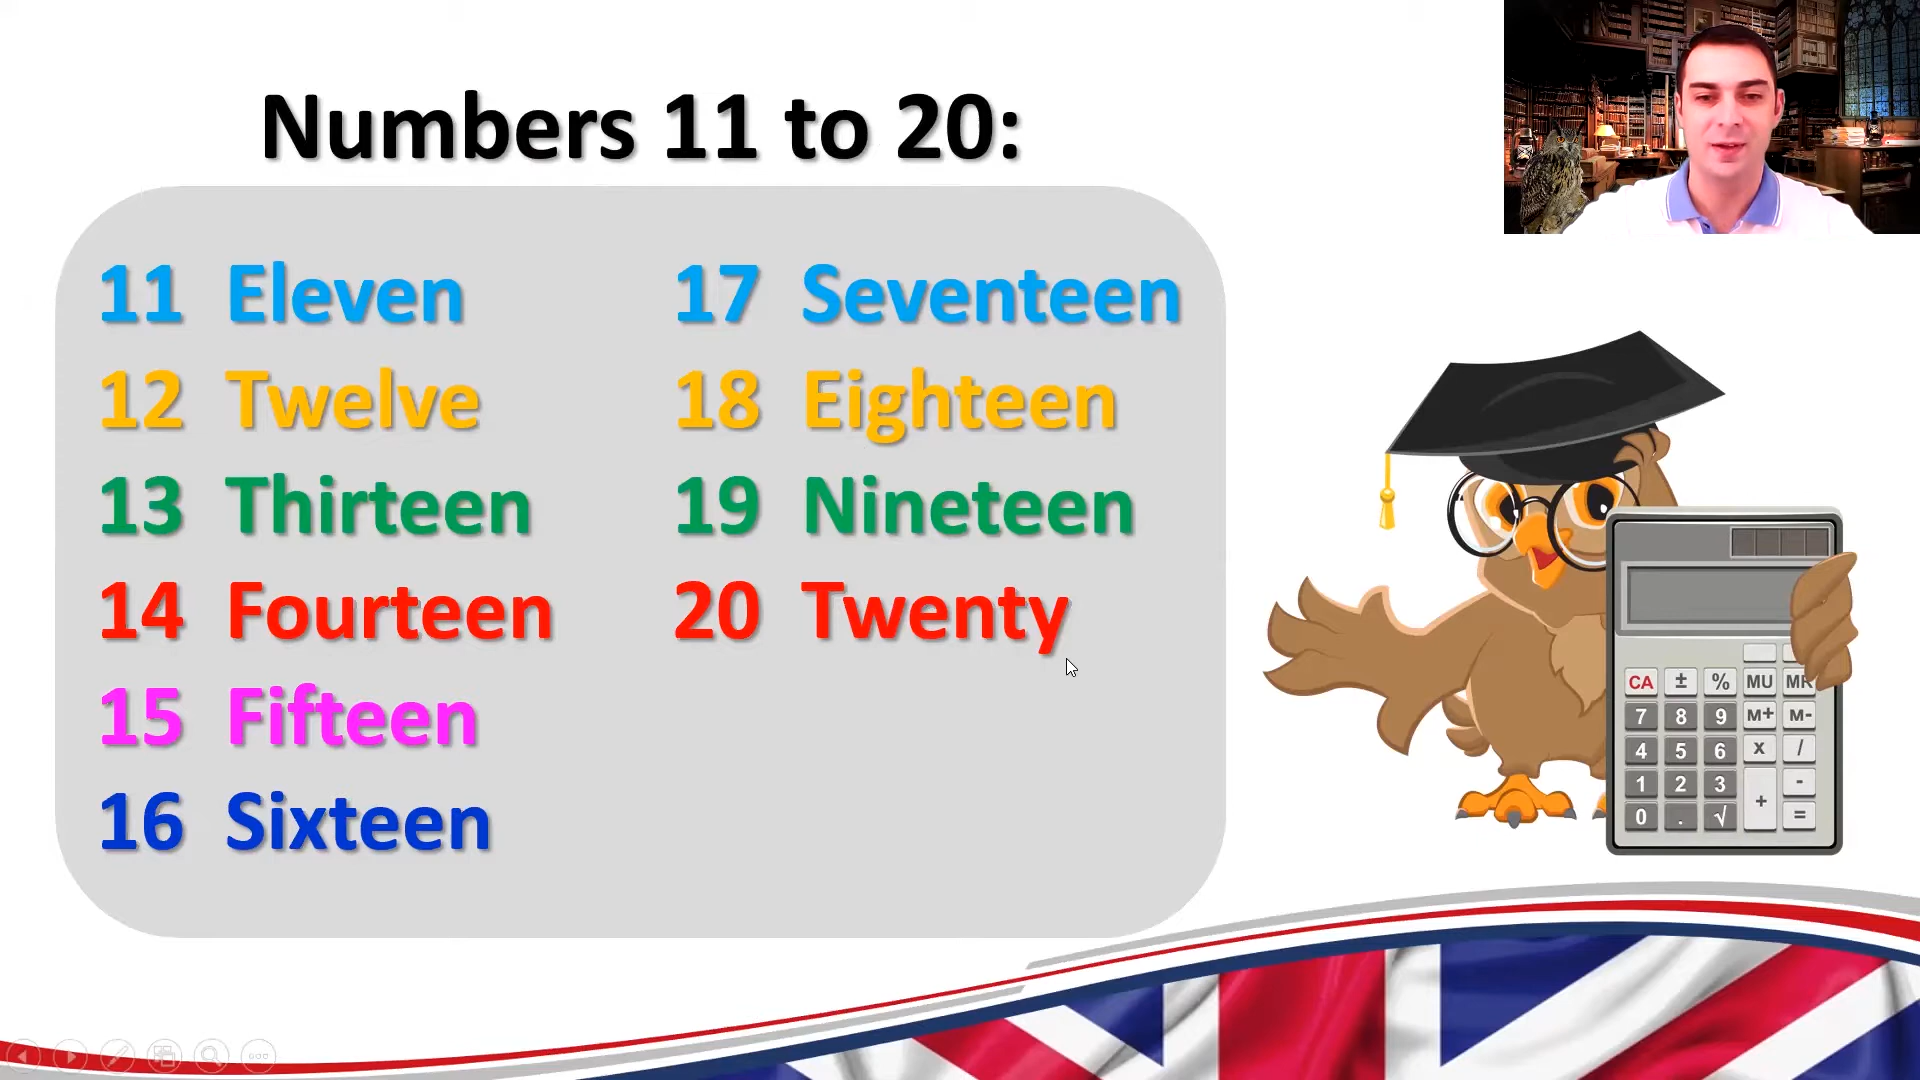 Numbers 11 to 20:
11 Eleven
12 Twelve
13 Thirteen
14 Fourteen
15 Fifteen
16 Sixteen
17 Seventeen
18 Eighteen
19 Nineteen
20 Twenty
CA ± % MU MR
7 8 9 M+ M-
4 5 6 x /
1 2 3 + -
0 . √ =